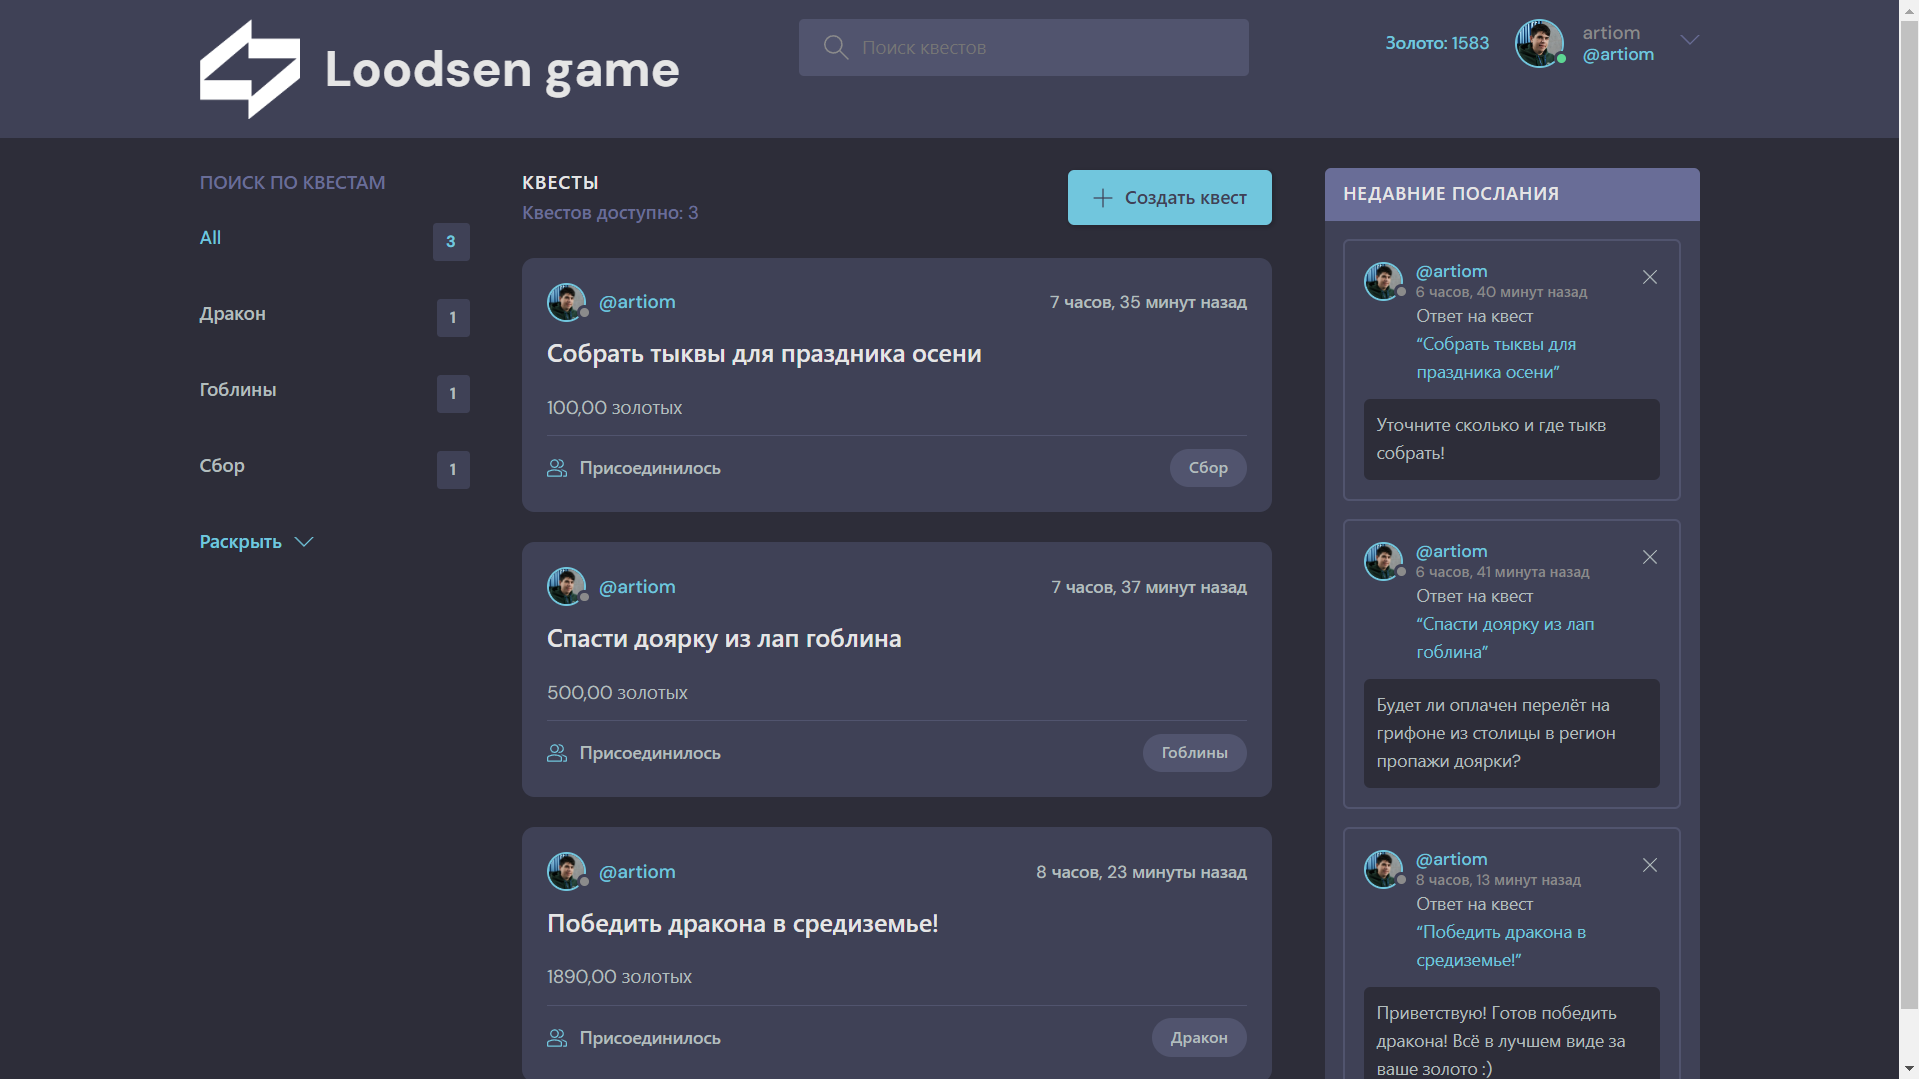 Loodsen game
Поиск квестов
Золото: 1583
artiom
@artiom
ПОИСК ПО КВЕСТАМ
All
3
Дракон
1
Гоблины
1
Сбор
1
Раскрыть
КВЕСТЫ
Квестов доступно: 3
Создать квест
@artiom
7 часов, 35 минут назад
Собрать тыквы для праздника осени
100,00 золотых
Присоединилось
Сбор
@artiom
7 часов, 37 минут назад
Спасти доярку из лап гоблина
500,00 золотых
Присоединилось
Гоблины
@artiom
8 часов, 23 минуты назад
Победить дракона в средиземье!
1890,00 золотых
Присоединилось
Дракон
НЕДАВНИЕ ПОСЛАНИЯ
@artiom
6 часов, 40 минут назад
Ответ на квест
“Собрать тыквы для
праздника осени”
Уточните сколько и где тыкв
собрать!
@artiom
6 часов, 41 минута назад
Ответ на квест
“Спасти доярку из лап
гоблина”
Будет ли оплачен перелёт на
грифоне из столицы в регион
пропажи доярки?
@artiom
8 часов, 13 минут назад
Ответ на квест
“Победить дракона в
средиземье!”
Приветствую! Готов победить
дракона! Всё в лучшем виде за
ваше золото :)